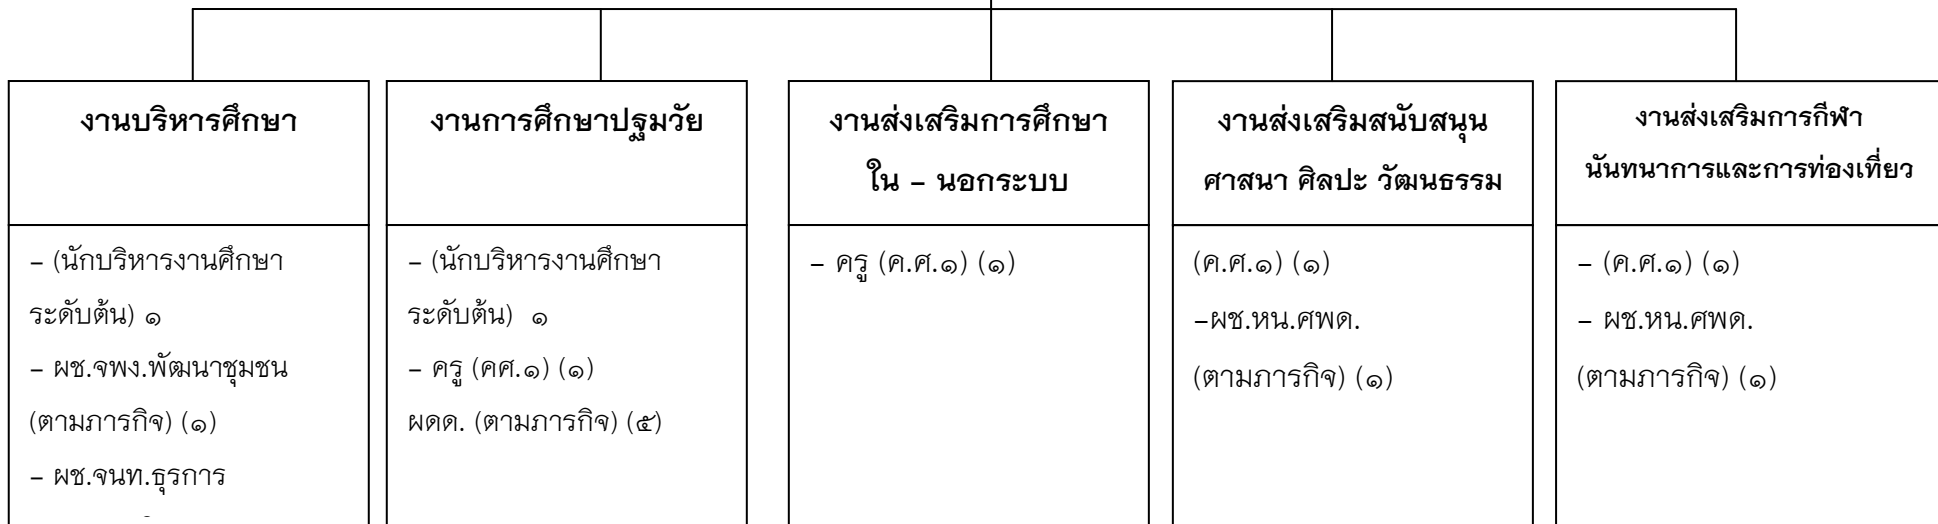 งานบริหารศึกษา
– (นักบริหารงานศึกษา
ระดับต้น) ๑
– ผช.จพง.พัฒนาชุมชน
(ตามภารกิจ) (๑)
– ผช.จนท.ธุรการ
งานการศึกษาปฐมวัย
– (นักบริหารงานศึกษา
ระดับต้น) ๑
– ครู (คศ.๑) (๑)
ผดด. (ตามภารกิจ) (๕)
งานส่งเสริมการศึกษา
ใน – นอกระบบ
– ครู (ค.ศ.๑) (๑)
งานส่งเสริมสนับสนุน
ศาสนา ศิลปะ วัฒนธรรม
(ค.ศ.๑) (๑)
–ผช.หน.ศพด.
(ตามภารกิจ) (๑)
งานส่งเสริมการกีฬา
นันทนาการและการท่องเที่ยว
– (ค.ศ.๑) (๑)
– ผช.หน.ศพด.
(ตามภารกิจ) (๑)